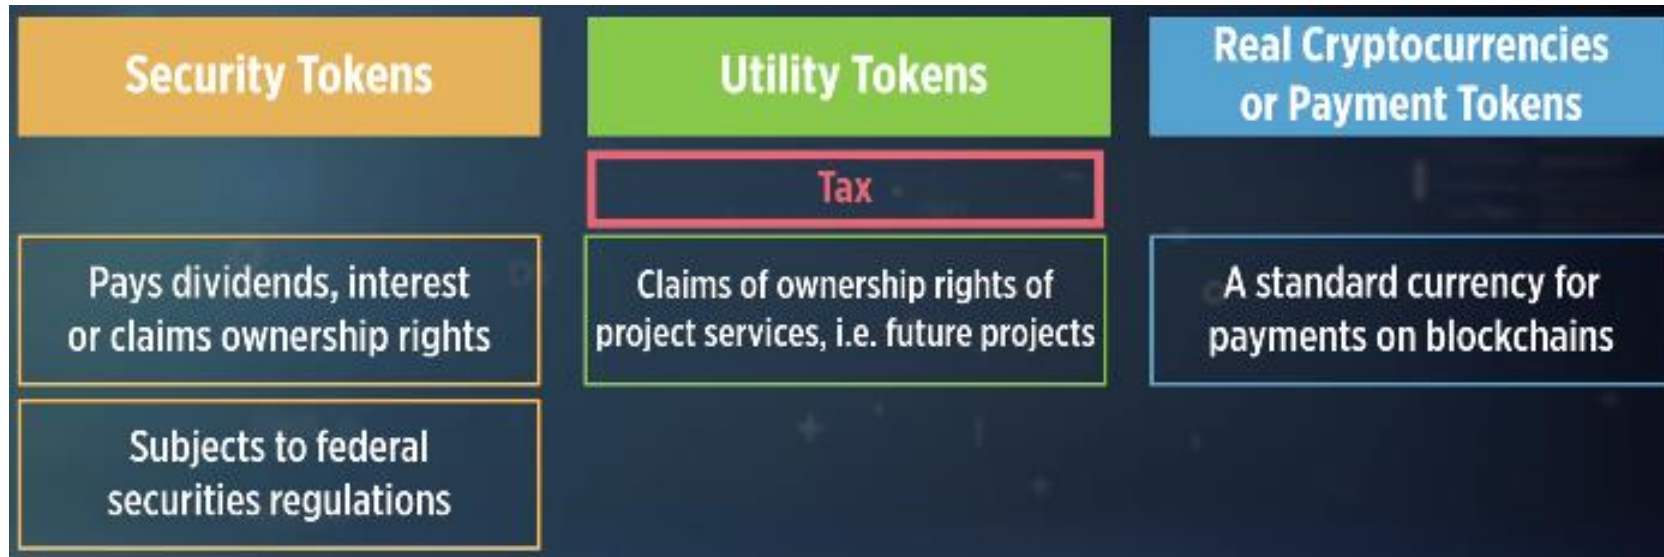 Security Tokens
Utility Tokens
Real Cryptocurrencies
or Payment Tokens
Tax
Pays dividends, interest
or claims ownership rights
Claims of ownership rights of
project services, i.e. future projects
A standard currency for
payments on blockchains
Subjects to federal
securities regulations